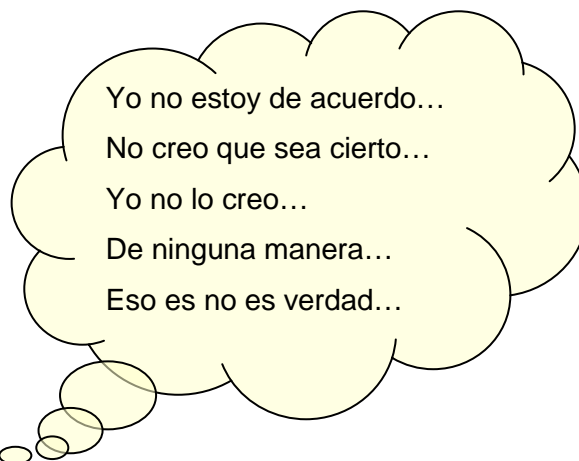 Yo no estoy de acuerdo…
No creo que sea cierto…
Yo no lo creo…
De ninguna manera…
Eso es no es verdad…